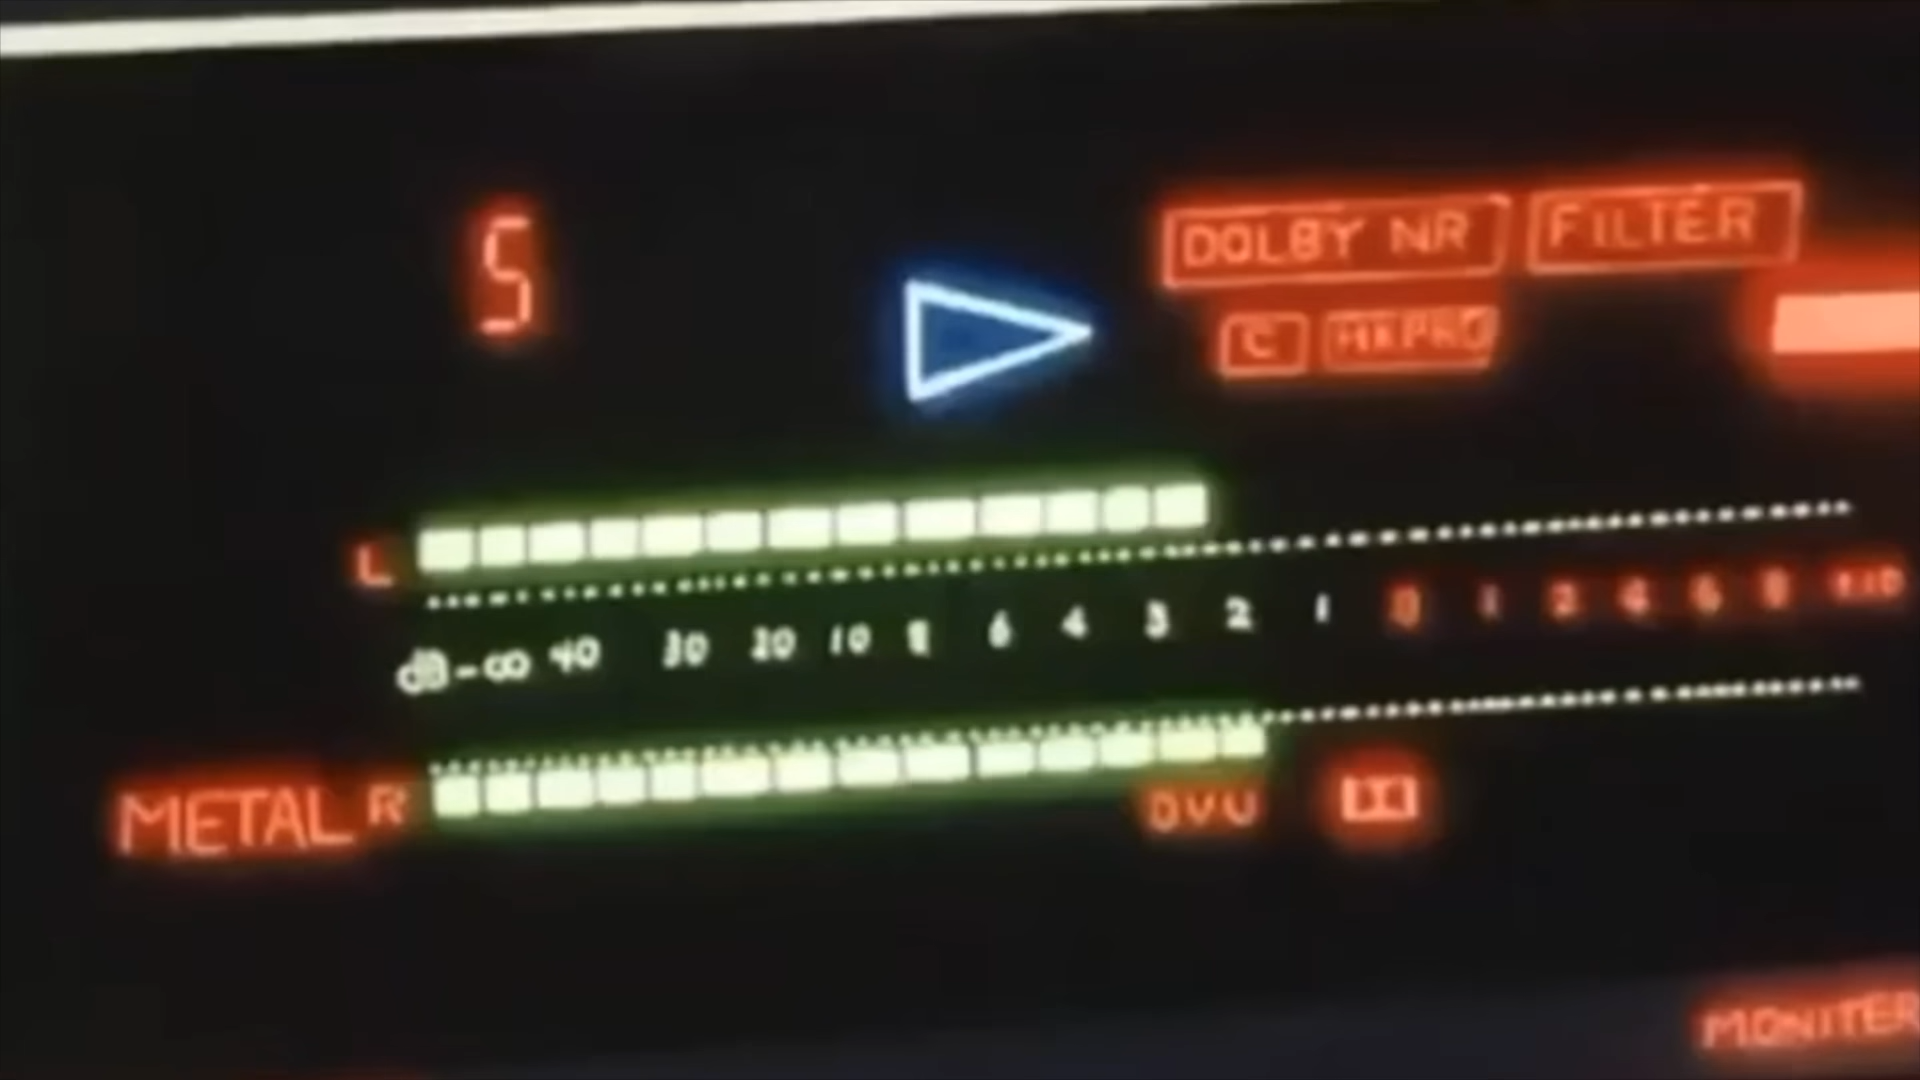 5
DOLBY NR FILTER
C HXPRO
L
dB-∞ 40 30 20 10 8 6 4 3 2 1 0 1 2 4 6 8 +10
METAL R
0VU
MONITER